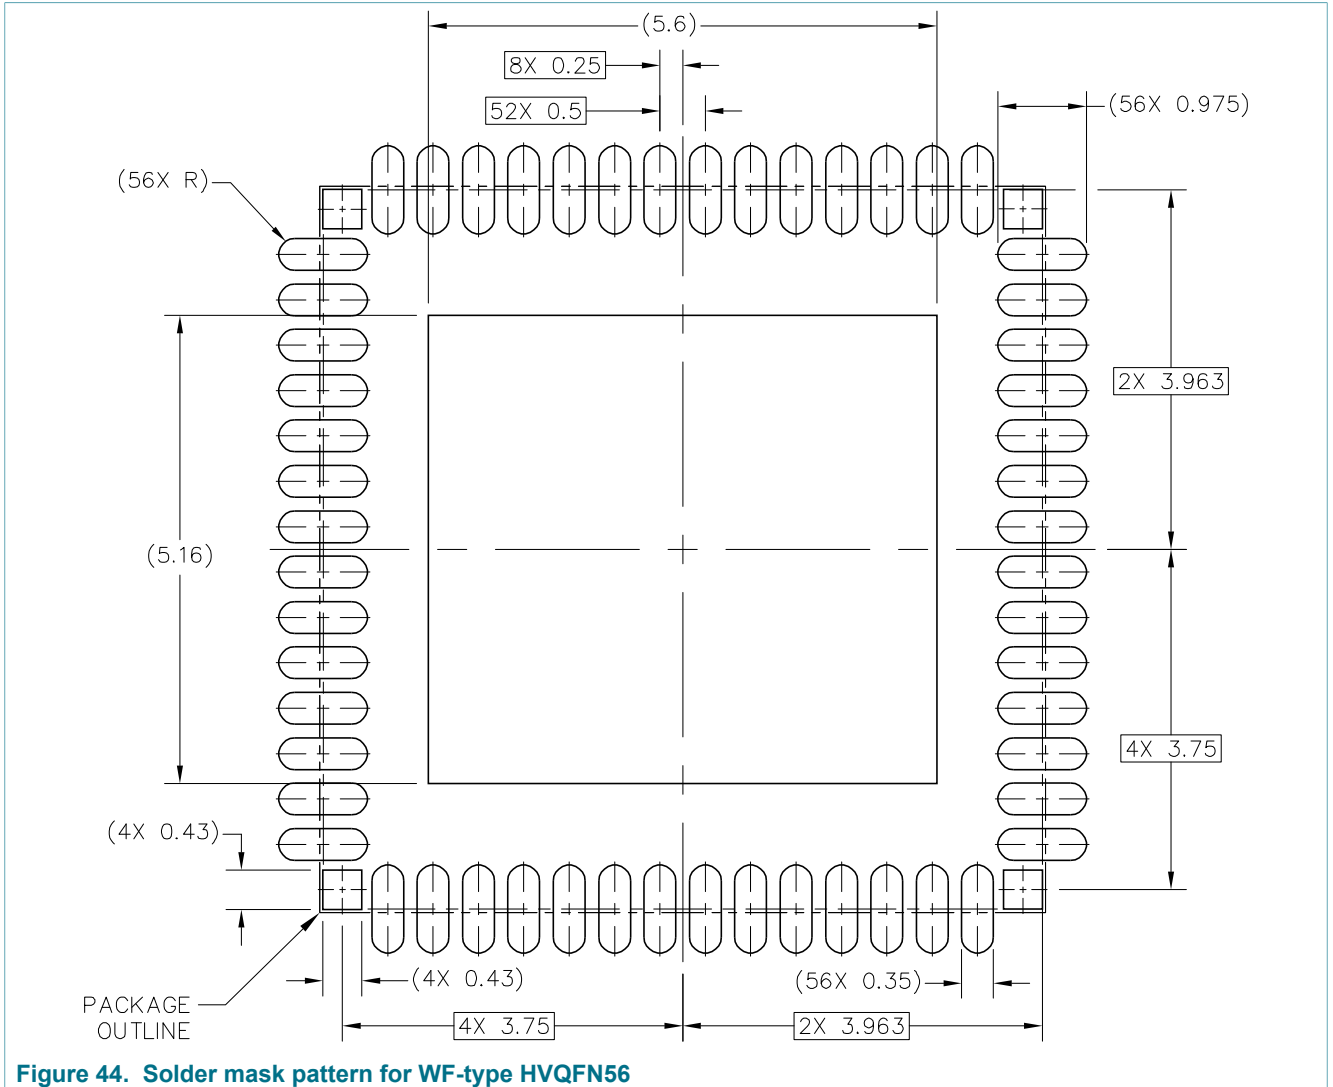 (5.6)
8X 0.25
52X 0.5
(56X 0.975)
(56X R)
2X 3.963
(5.16)
4X 3.75
(4X 0.43)
(4X 0.43)
(56X 0.35)
PACKAGE
OUTLINE
4X 3.75
2X 3.963
Figure 44. Solder mask pattern for WF-type HVQFN56